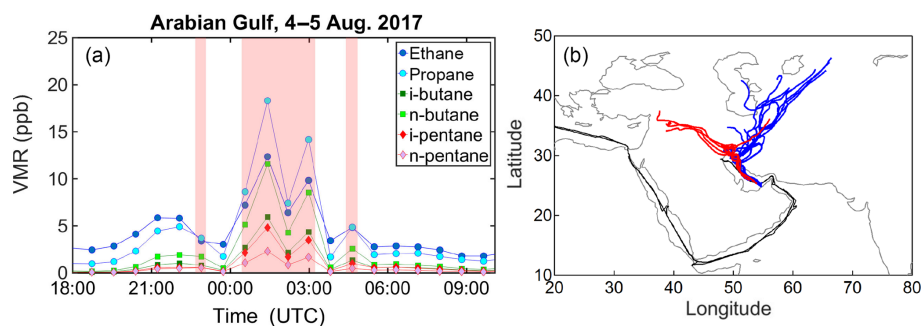 Arabian Gulf, 4–5 Aug. 2017
(a)
VMR (ppb)
25
20
15
10
5
0
18:00 21:00 00:00 03:00 06:00 09:00
Time (UTC)
Ethane
Propane
i-butane
n-butane
i-pentane
n-pentane
(b)
Latitude
50
40
30
20
10
20 30 40 50 60 70 80
Longitude